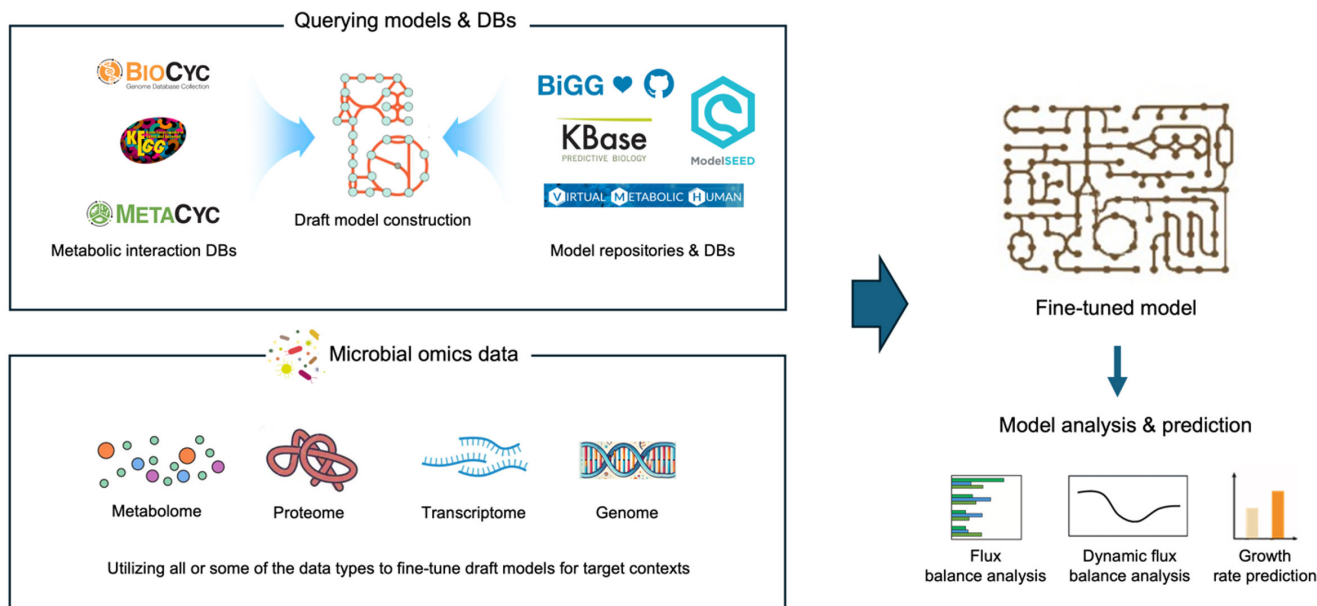 Querying models & DBs
BIOCYC
Genome Database Collection
KEGG
METACYC
Metabolic interaction DBs
Draft model construction
BiGG
KBase
PREDICTIVE BIOLOGY
ModelSEED
VIRTUAL METABOLIC HUMAN
Model repositories & DBs
Microbial omics data
Metabolome
Proteome
Transcriptome
Genome
Utilizing all or some of the data types to fine-tune draft models for target contexts
Fine-tuned model
Model analysis & prediction
Flux
balance analysis
Dynamic flux
balance analysis
Growth
rate prediction